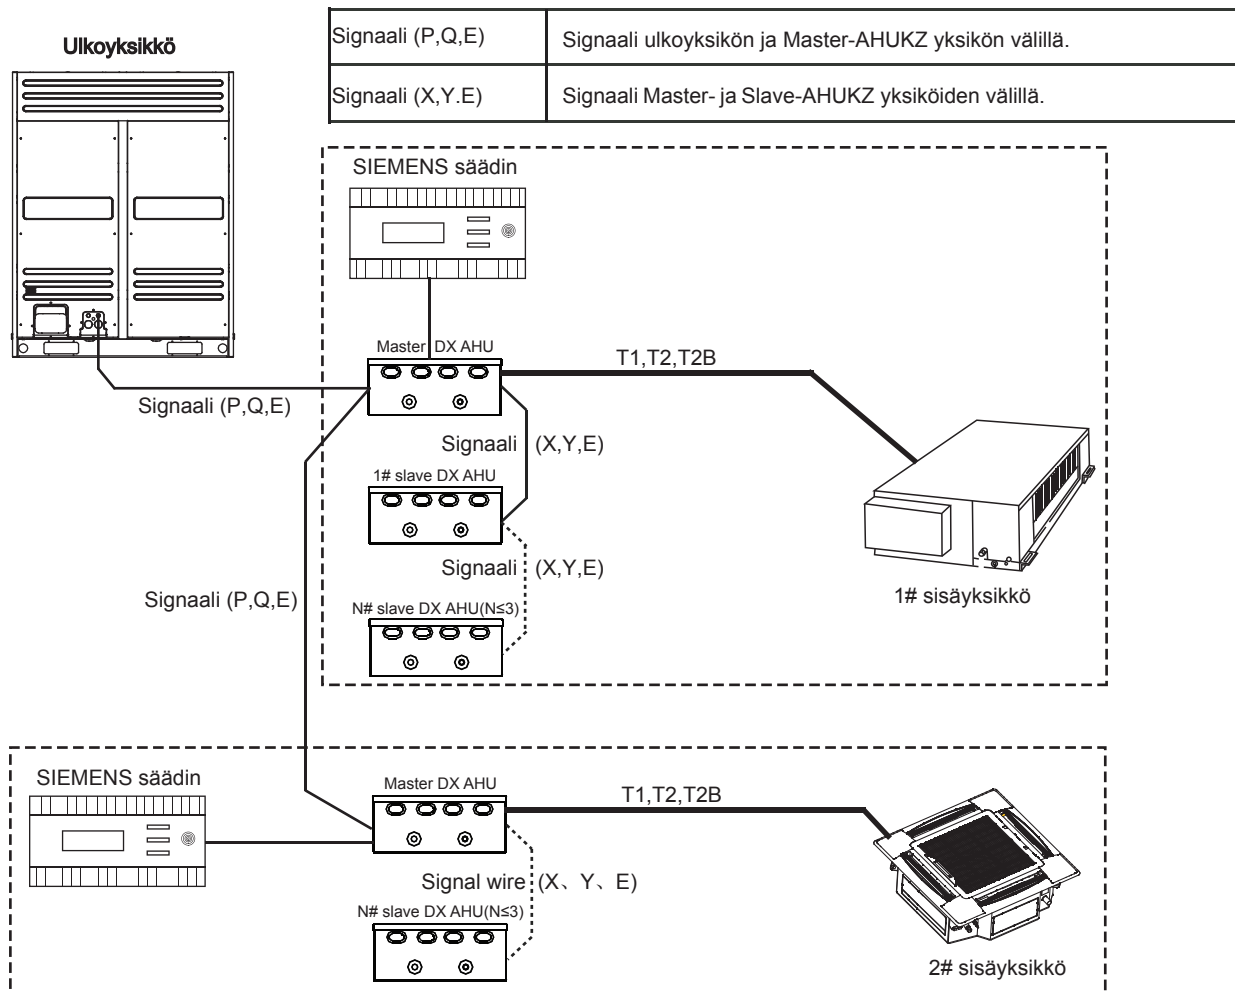 Ulkoyksikkö
Signaali (P,Q,E) Signaali ulkoyksikön ja Master-AHUKZ yksikön välillä.
Signaali (X,Y.E) Signaali Master- ja Slave-AHUKZ yksiköiden välillä.
SIEMENS säädin
Master DX AHU
T1,T2,T2B
Signaali (P,Q,E)
Signaali (X,Y,E)
1# slave DX AHU
Signaali (X,Y,E)
Signaali (P,Q,E)
N# slave DX AHU(N≤3)
1# sisäyksikkö
SIEMENS säädin
Master DX AHU
T1,T2,T2B
Signal wire (X、Y、E)
N# slave DX AHU(N≤3)
2# sisäyksikkö